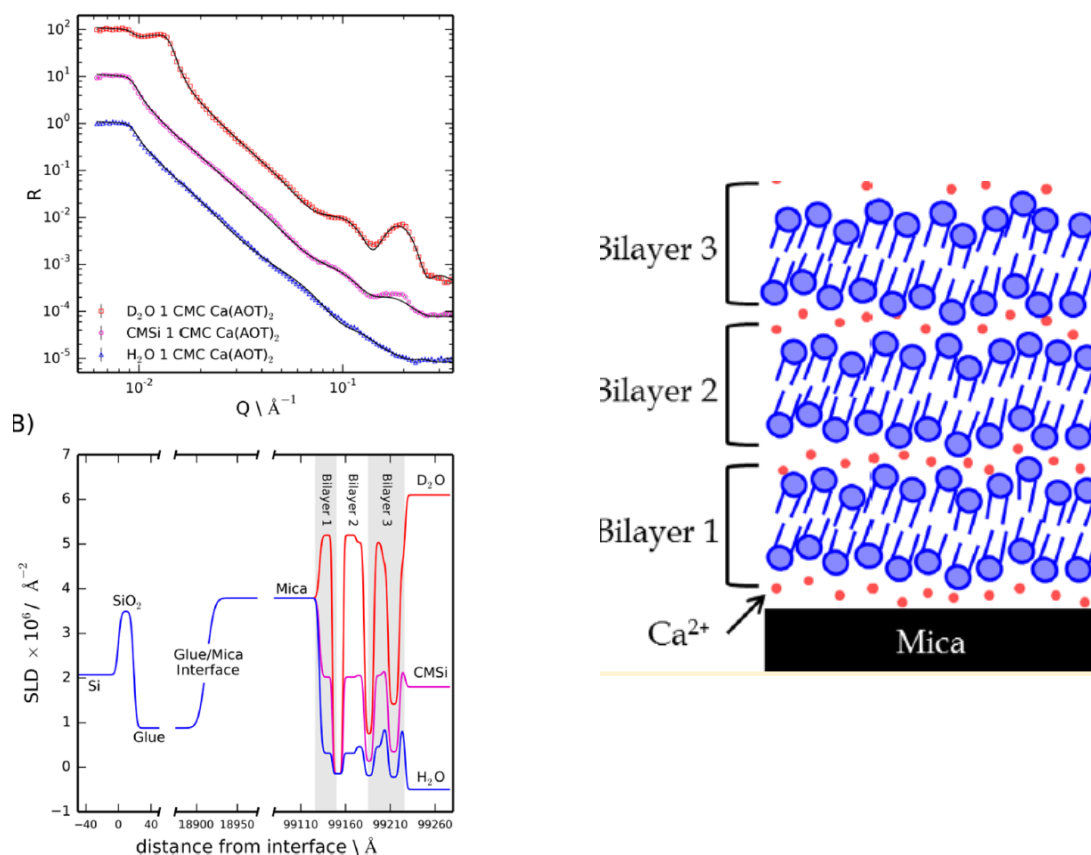 10²
10¹
10⁰
10⁻¹
10⁻²
10⁻³
10⁻⁴
10⁻⁵
R
D₂O 1 CMC Ca(AOT)₂
CMSi 1 CMC Ca(AOT)₂
H₂O 1 CMC Ca(AOT)₂
10⁻² 10⁻¹
Q \ Å⁻¹
B)
7
6
5
4
3
2
1
0
−1
SLD × 10⁶ / Å⁻²
Si
SiO₂
Glue
Glue/Mica
Interface
Mica
Bilayer 1
Bilayer 2
Bilayer 3
D₂O
CMSi
H₂O
−40 0 40 18900 18950 99110 99160 99210 99260
distance from interface \ Å
Bilayer 3
Bilayer 2
Bilayer 1
Ca²⁺
Mica